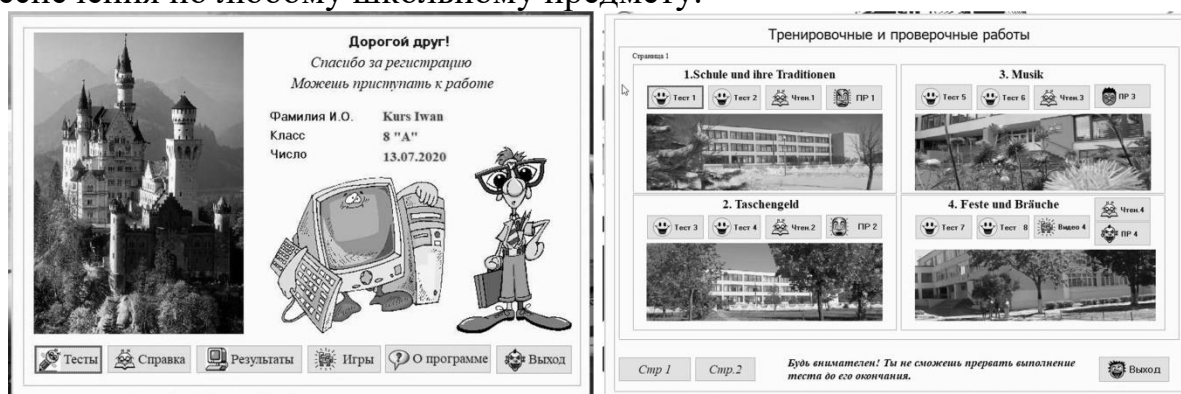 по любому школьному предмету.
Дорогой друг!
Спасибо за регистрацию
Можешь приступать к работе
Фамилия И.О. Kurs Iwan
Класс 8 "А"
Число 13.07.2020
Тесты Справка Результаты Игры О программе Выход
Тренировочные и проверочные работы
Страница 1
1.Schule und ihre Traditionen
Тест 1 Тест 2 Чтен.1 ПР 1
3. Musik
Тест 5 Тест 6 Чтен.3 ПР 3
2. Taschengeld
Тест 3 Тест 4 Чтен.2 ПР 2
4. Feste und Bräuche
Тест 7 Тест 8 Видео 4 Чтен.4
ПР 4
Стр 1 Стр.2
Будь внимателен! Ты не сможешь прервать выполнение
теста до его окончания.
Выход